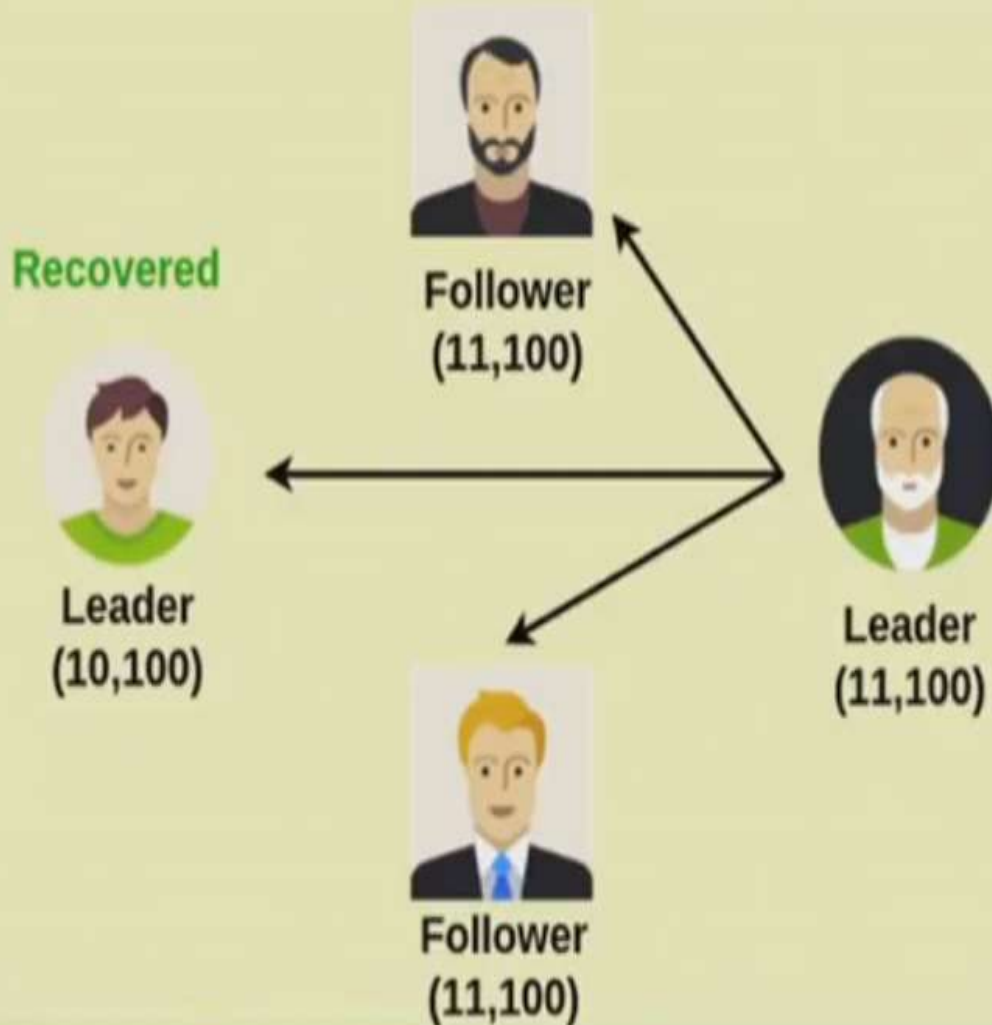 Follower
(11,100)
Recovered
Leader
(10,100)
Leader
(11,100)
Follower
(11,100)